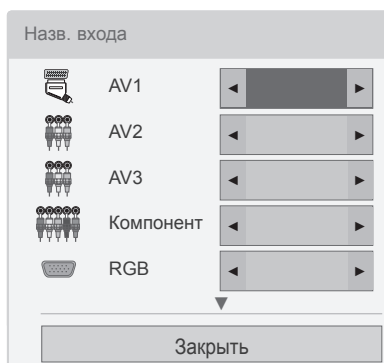 Назв. входа
AV1
AV2
AV3
Компонент
RGB
Закрыть